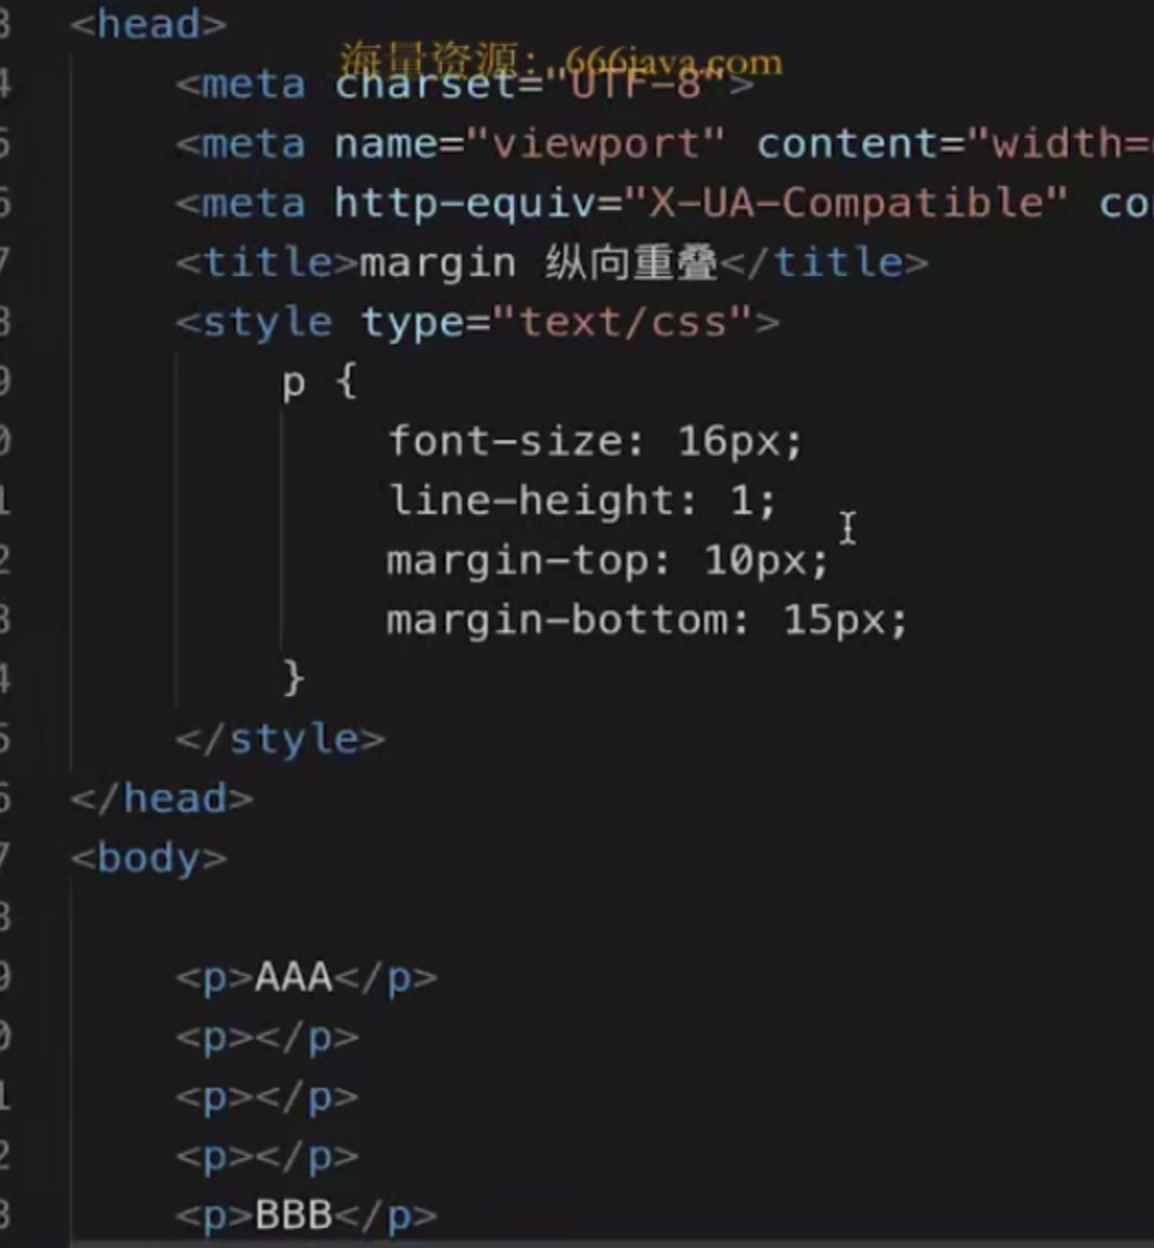 3 <head>
海量资源：666java.com
4 <meta charset="UTF-8">
5 <meta name="viewport" content="width=
6 <meta http-equiv="X-UA-Compatible" co
7 <title>margin 纵向重叠</title>
8 <style type="text/css">
9 p {
0 font-size: 16px;
1 line-height: 1;
2 margin-top: 10px;
3 margin-bottom: 15px;
4 }
5 </style>
6 </head>
7 <body>
8
9 <p>AAA</p>
0 <p></p>
1 <p></p>
2 <p></p>
3 <p>BBB</p>